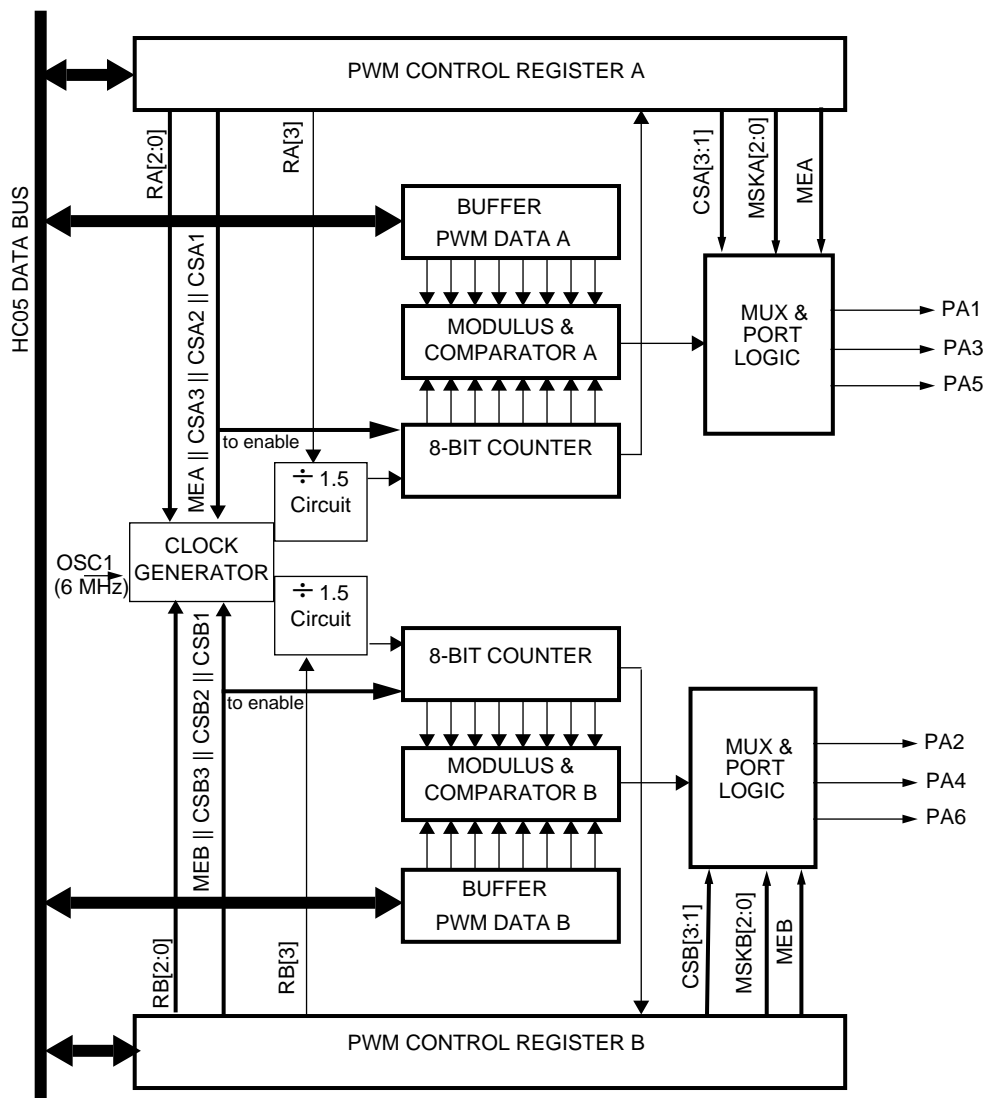 PWM CONTROL REGISTER A
HC05 DATA BUS
RA[2:0]
MEA || CSA3 || CSA2 || CSA1
RA[3]
CSA[3:1]
MSKA[2:0]
MEA
BUFFER
PWM DATA A
MODULUS &
COMPARATOR A
MUX &
PORT
LOGIC
PA1
PA3
PA5
to enable
8-BIT COUNTER
÷ 1.5
Circuit
OSC1
(6 MHz)
CLOCK
GENERATOR
÷ 1.5
Circuit
8-BIT COUNTER
to enable
MEB || CSB3 || CSB2 || CSB1
MODULUS &
COMPARATOR B
MUX &
PORT
LOGIC
PA2
PA4
PA6
BUFFER
PWM DATA B
RB[2:0]
RB[3]
CSB[3:1]
MSKB[2:0]
MEB
PWM CONTROL REGISTER B